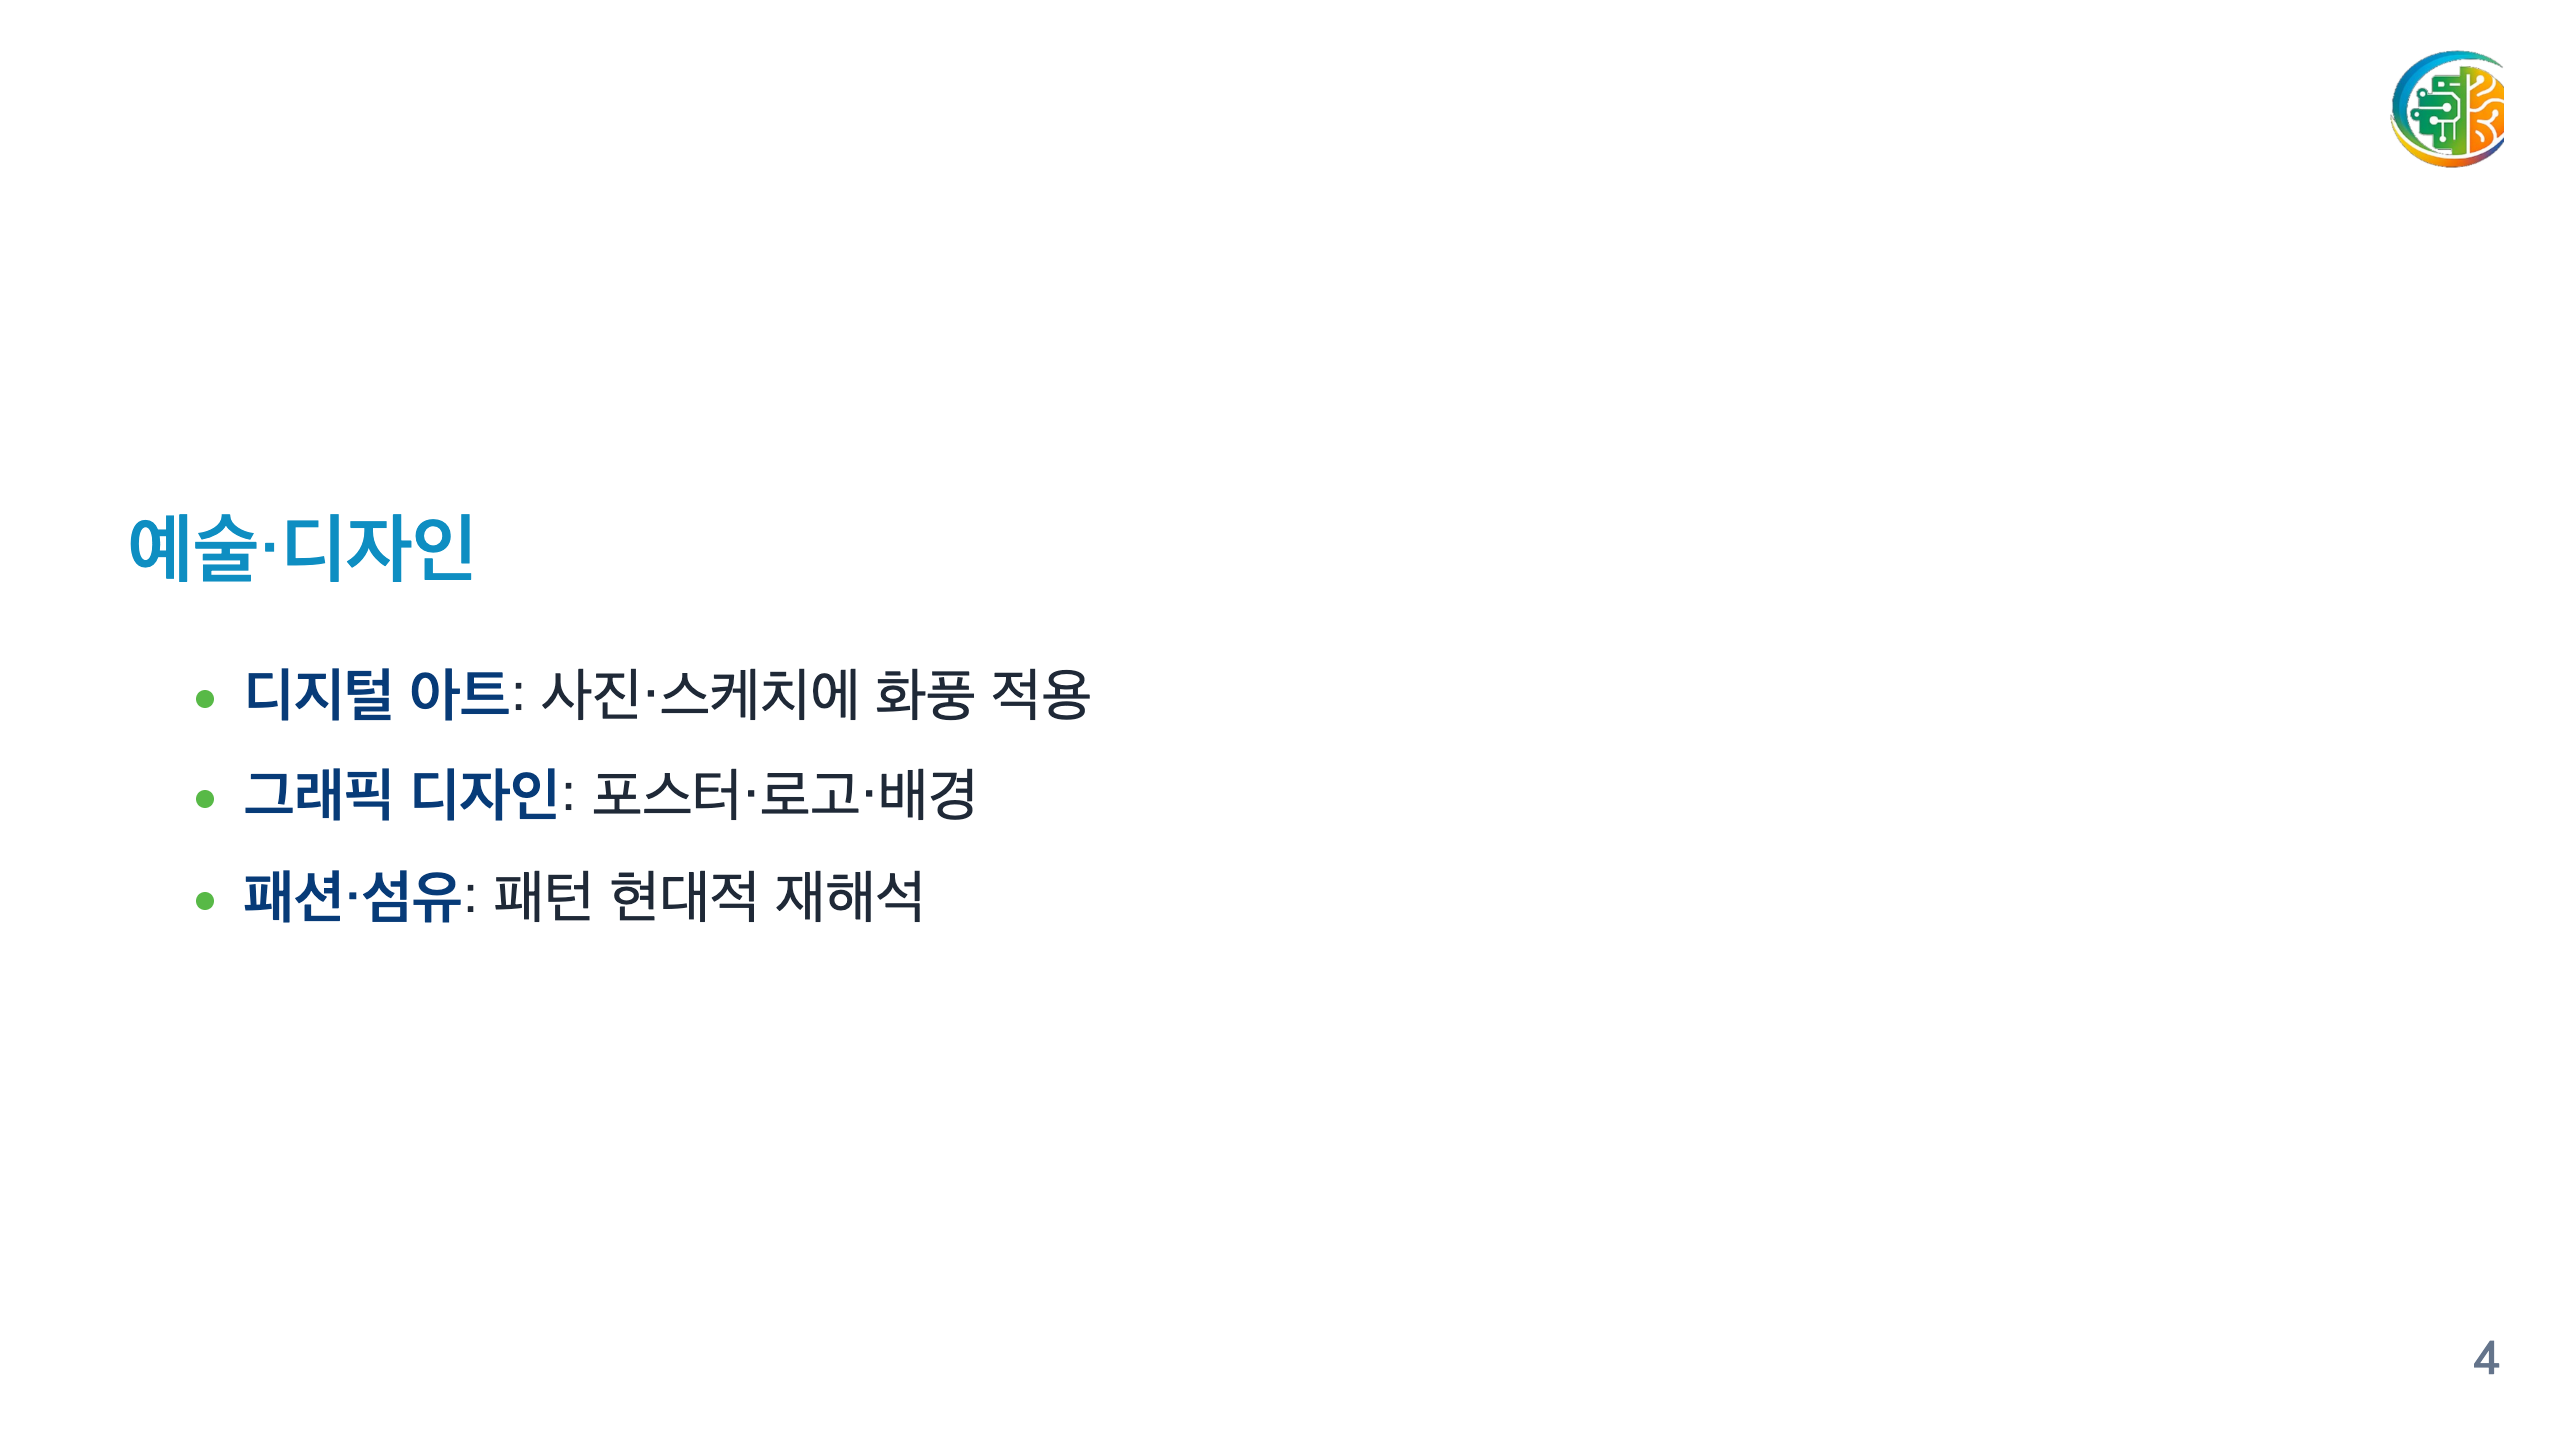 예술·디자인
• 디지털 아트: 사진·스케치에 화풍 적용
• 그래픽 디자인: 포스터·로고·배경
• 패션·섬유: 패턴 현대적 재해석
4